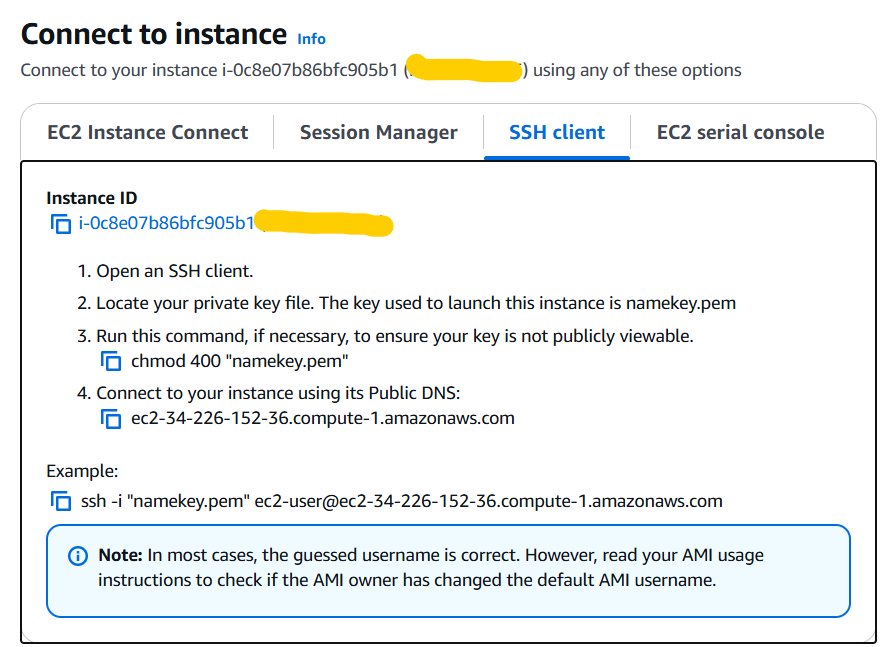 Connect to instance Info
Connect to your instance i-0c8e07b86bfc905b1 ( ) using any of these options
EC2 Instance Connect
Session Manager
SSH client
EC2 serial console
Instance ID
i-0c8e07b86bfc905b1
1. Open an SSH client.
2. Locate your private key file. The key used to launch this instance is namekey.pem
3. Run this command, if necessary, to ensure your key is not publicly viewable.
chmod 400 "namekey.pem"
4. Connect to your instance using its Public DNS:
ec2-34-226-152-36.compute-1.amazonaws.com
Example:
ssh -i "namekey.pem" ec2-user@ec2-34-226-152-36.compute-1.amazonaws.com
Note: In most cases, the guessed username is correct. However, read your AMI usage
instructions to check if the AMI owner has changed the default AMI username.